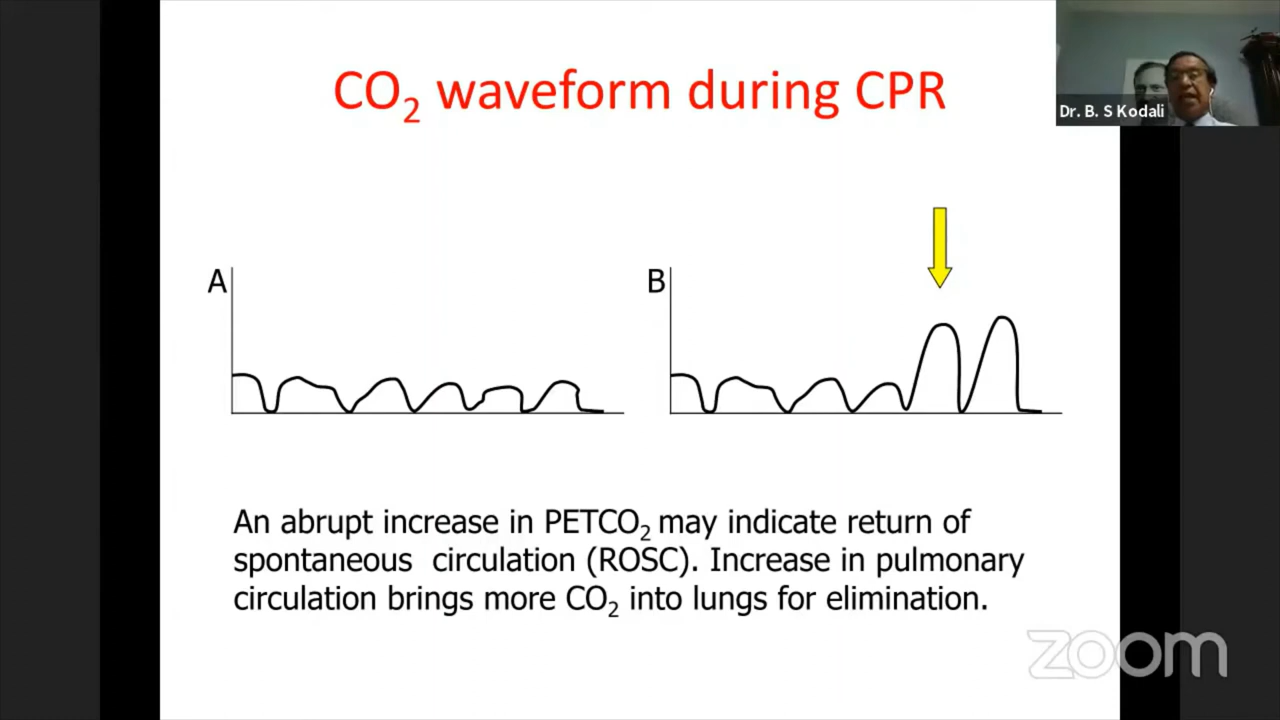 CO₂ waveform during CPR
Dr. B. S Kodali
A
B
An abrupt increase in PETCO₂ may indicate return of
spontaneous circulation (ROSC). Increase in pulmonary
circulation brings more CO₂ into lungs for elimination.
zoom